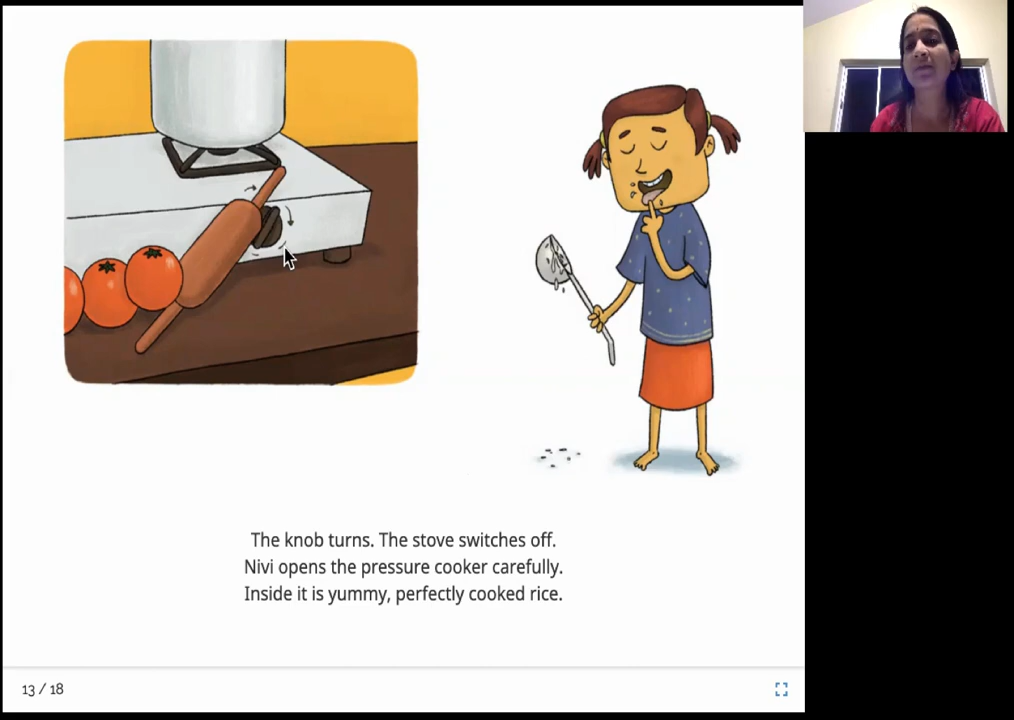 The knob turns. The stove switches off.
Nivi opens the pressure cooker carefully.
Inside it is yummy, perfectly cooked rice.
13 / 18